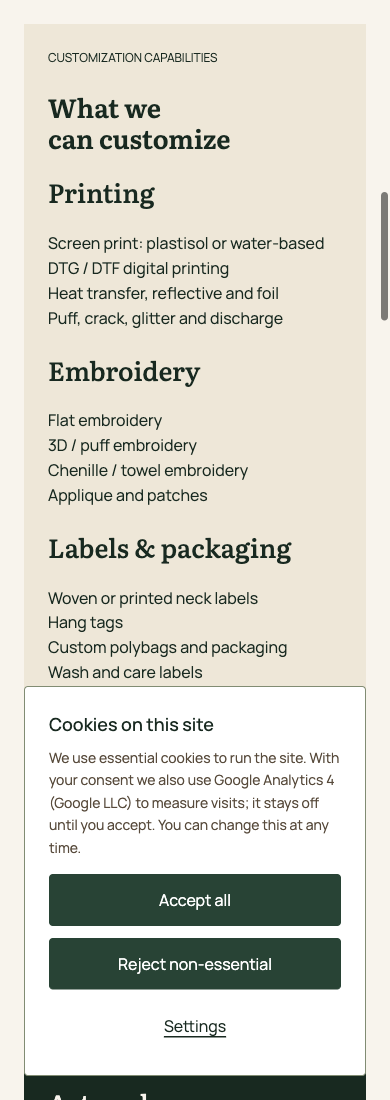 CUSTOMIZATION CAPABILITIES
What we
can customize
Printing
Screen print: plastisol or water-based
DTG / DTF digital printing
Heat transfer, reflective and foil
Puff, crack, glitter and discharge
Embroidery
Flat embroidery
3D / puff embroidery
Chenille / towel embroidery
Applique and patches
Labels & packaging
Woven or printed neck labels
Hang tags
Custom polybags and packaging
Wash and care labels
Cookies on this site
We use essential cookies to run the site. With
your consent we also use Google Analytics 4
(Google LLC) to measure visits; it stays off
until you accept. You can change this at any
time.
Accept all
Reject non-essential
Settings